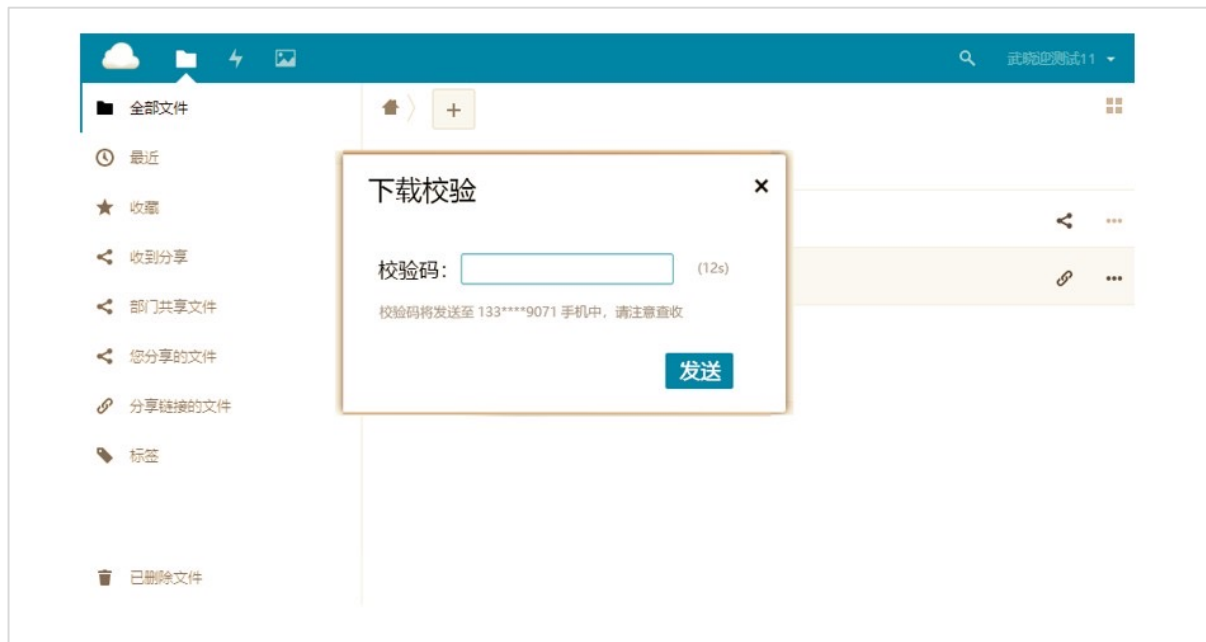 武晓迎测试11
全部文件
最近
收藏
收到分享
部门共享文件
您分享的文件
分享链接的文件
标签
已删除文件
+
下载校验
×
校验码：
(12s)
校验码将发送至 133****9071 手机中，请注意查收
发送